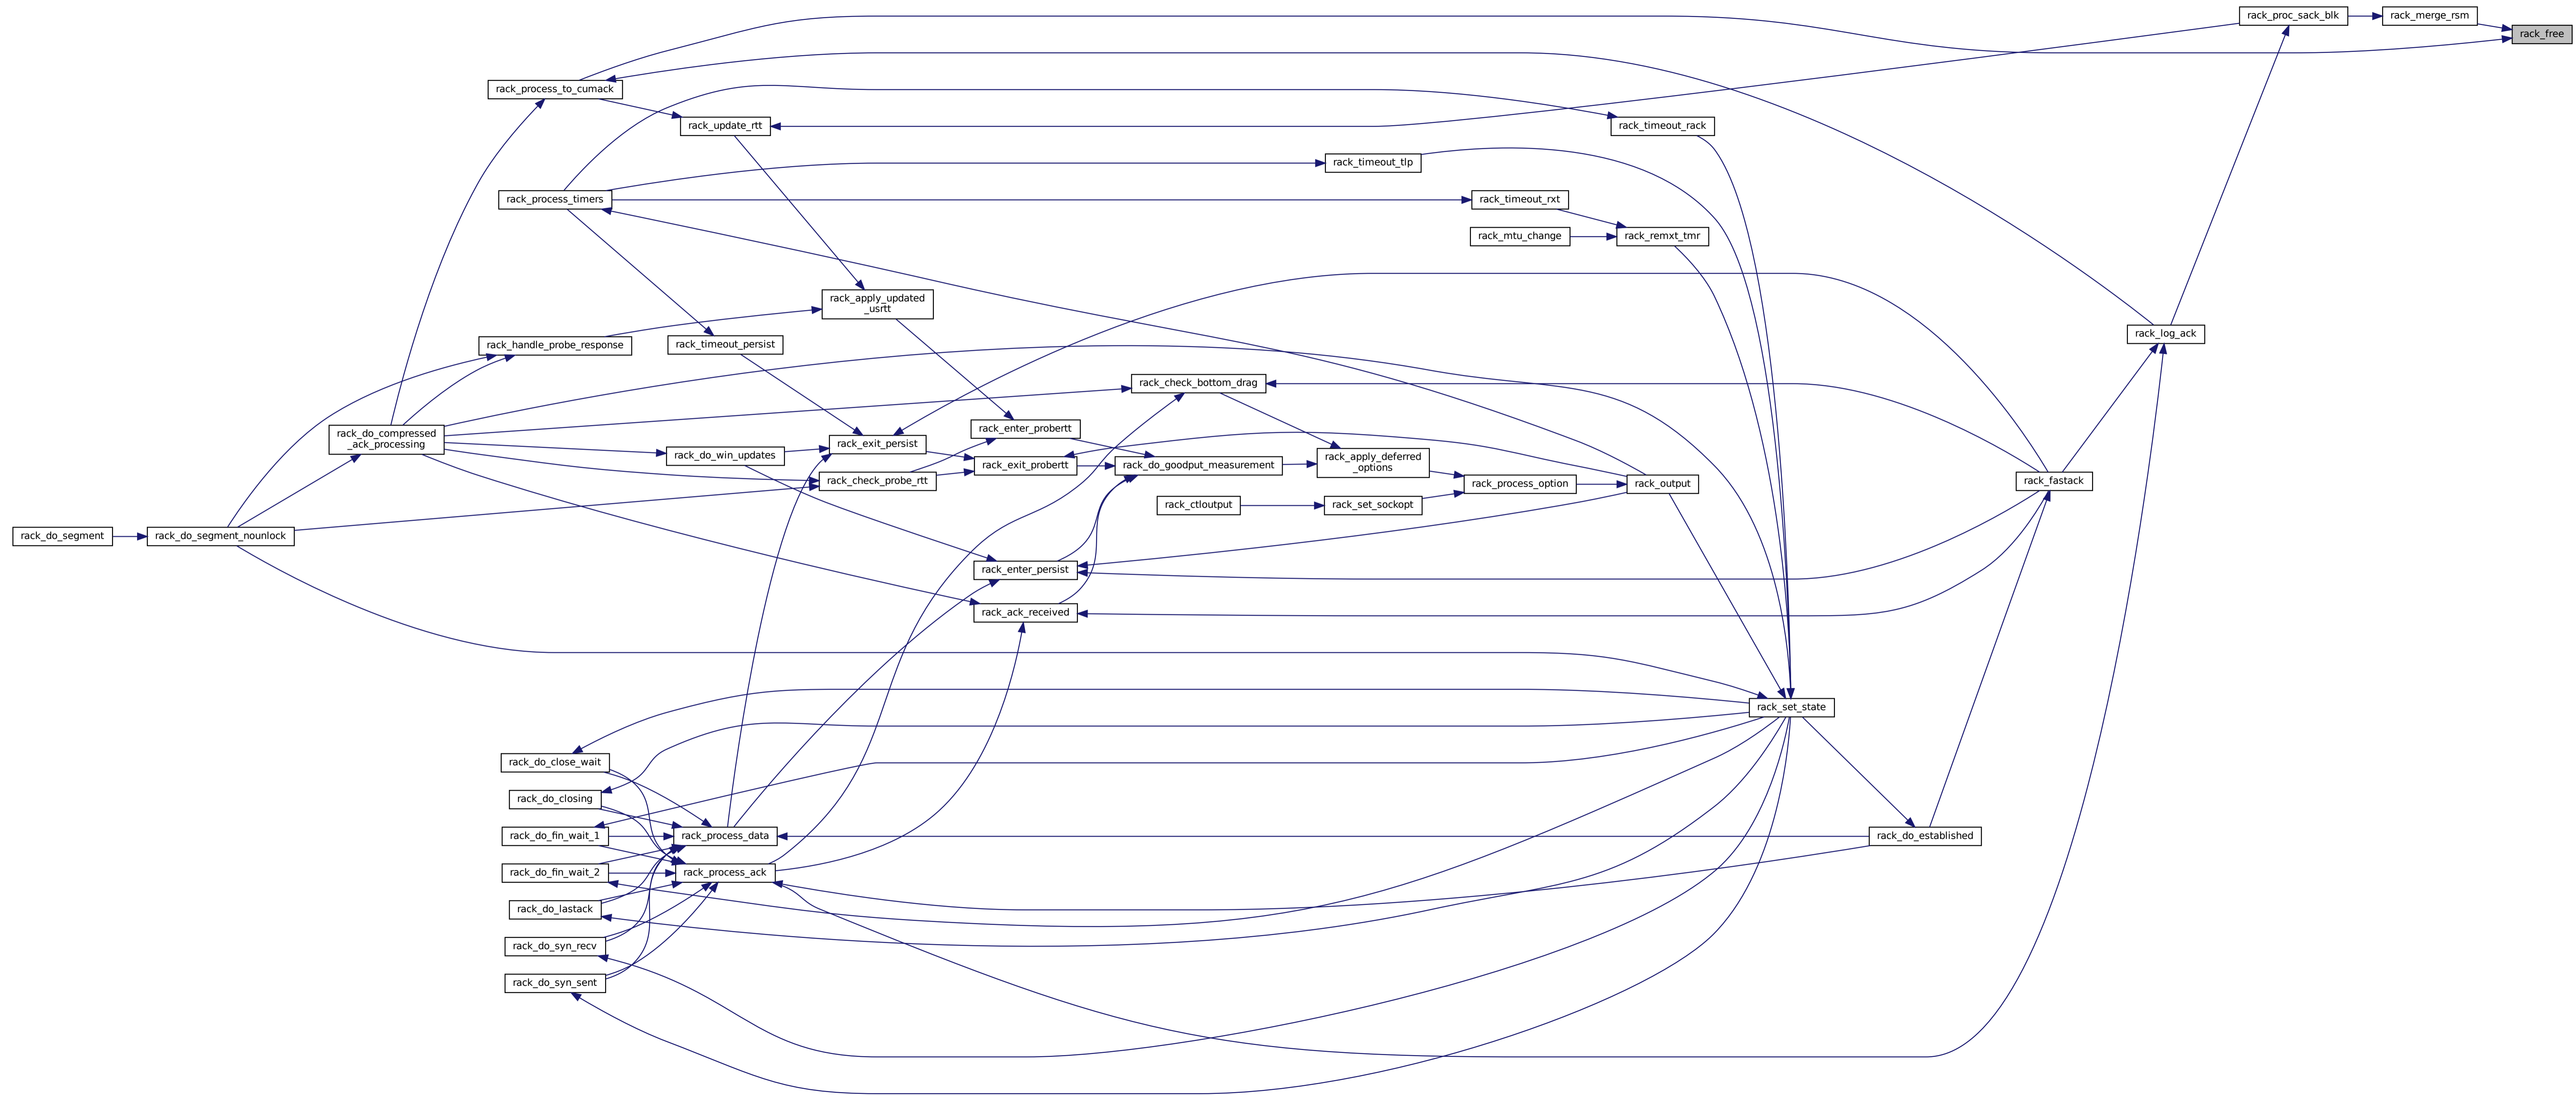 rack_proc_sack_blk
rack_merge_rsm
rack_free
rack_process_to_cumack
rack_update_rtt
rack_timeout_rack
rack_timeout_tlp
rack_process_timers
rack_timeout_rxt
rack_mtu_change
rack_remxt_tmr
rack_apply_updated
_usrtt
rack_log_ack
rack_handle_probe_response
rack_timeout_persist
rack_check_bottom_drag
rack_enter_probertt
rack_do_compressed
_ack_processing
rack_exit_persist
rack_do_win_updates
rack_exit_probertt
rack_do_goodput_measurement
rack_apply_deferred
_options
rack_check_probe_rtt
rack_process_option
rack_output
rack_fastack
rack_ctloutput
rack_set_sockopt
rack_do_segment
rack_do_segment_nounlock
rack_enter_persist
rack_ack_received
rack_set_state
rack_do_close_wait
rack_do_closing
rack_do_fin_wait_1
rack_process_data
rack_do_established
rack_do_fin_wait_2
rack_process_ack
rack_do_lastack
rack_do_syn_recv
rack_do_syn_sent